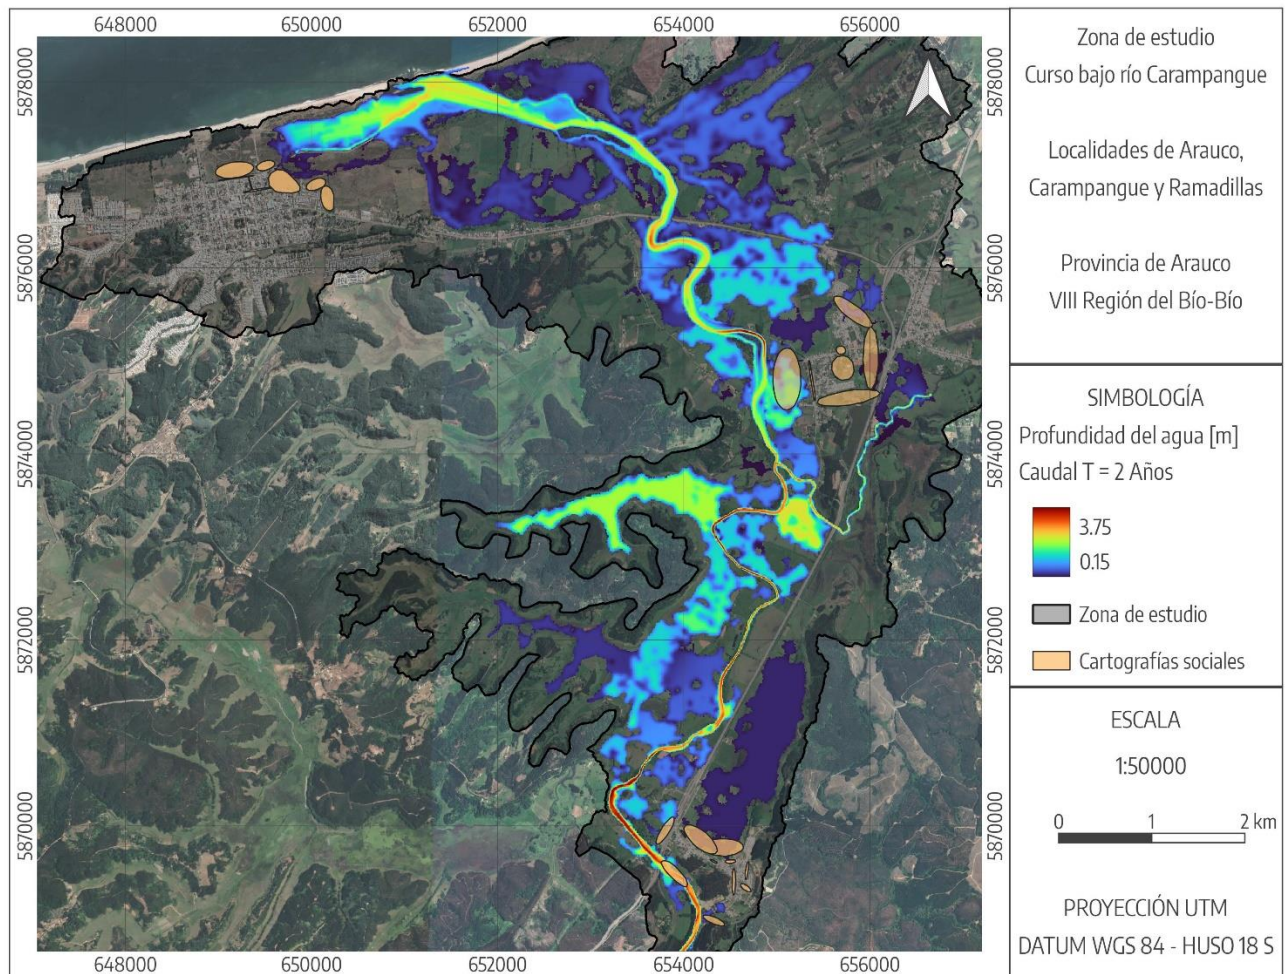 648000
650000
652000
654000
656000
5878000
5876000
5874000
5872000
5870000
5878000
5876000
5874000
5872000
5870000
648000
650000
652000
654000
656000
Zona de estudio
Curso bajo río Carampangue
Localidades de Arauco,
Carampangue y Ramadillas
Provincia de Arauco
VIII Región del Bío-Bío
SIMBOLOGÍA
Profundidad del agua [m]
Caudal T = 2 Años
3.75
0.15
Zona de estudio
Cartografías sociales
ESCALA
1:50000
0 1 2 km
PROYECCIÓN UTM
DATUM WGS 84 - HUSO 18 S